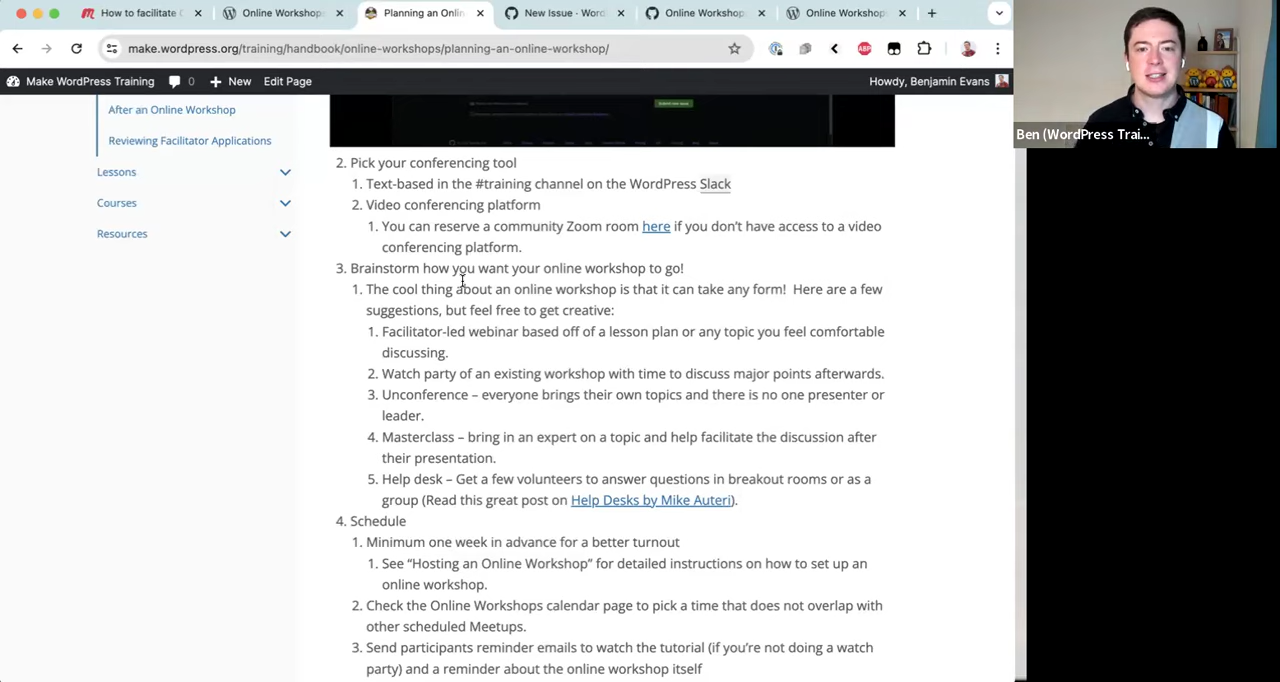 How to facilitate
Online Workshops
Planning an Onlin
New Issue · Word
Online Workshop
Online Workshop
make.wordpress.org/training/handbook/online-workshops/planning-an-online-workshop/
ABP
Make WordPress Training
0
New
Edit Page
Howdy, Benjamin Evans
After an Online Workshop
Reviewing Facilitator Applications
Lessons
Courses
Resources
2. Pick your conferencing tool
1. Text-based in the #training channel on the WordPress Slack
2. Video conferencing platform
1. You can reserve a community Zoom room here if you don't have access to a video
conferencing platform.
3. Brainstorm how you want your online workshop to go!
1. The cool thing about an online workshop is that it can take any form!  Here are a few
suggestions, but feel free to get creative:
1. Facilitator-led webinar based off of a lesson plan or any topic you feel comfortable
discussing.
2. Watch party of an existing workshop with time to discuss major points afterwards.
3. Unconference – everyone brings their own topics and there is no one presenter or
leader.
4. Masterclass – bring in an expert on a topic and help facilitate the discussion after
their presentation.
5. Help desk – Get a few volunteers to answer questions in breakout rooms or as a
group (Read this great post on Help Desks by Mike Auteri).
4. Schedule
1. Minimum one week in advance for a better turnout
1. See “Hosting an Online Workshop” for detailed instructions on how to set up an
online workshop.
2. Check the Online Workshops calendar page to pick a time that does not overlap with
other scheduled Meetups.
3. Send participants reminder emails to watch the tutorial (if you're not doing a watch
party) and a reminder about the online workshop itself
Ben (WordPress Trai...